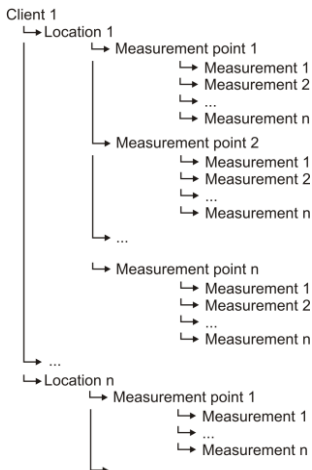 Client 1
Location 1
Measurement point 1
Measurement 1
Measurement 2
...
Measurement n
Measurement point 2
Measurement 1
Measurement 2
...
Measurement n
...
Measurement point n
Measurement 1
Measurement 2
...
Measurement n
...
Location n
Measurement point 1
Measurement 1
...
Measurement n